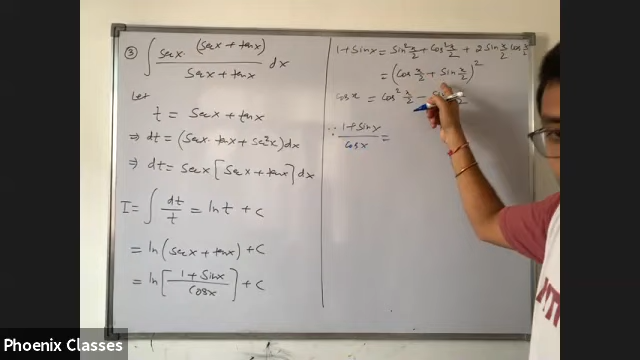 ③ ∫ secx. (secx + tanx) / secx + tanx dx
Let
t = secx + tanx
⇒ dt = (secx. tanx + sec²x) dx
⇒ dt = secx [secx + tanx] dx
I = ∫ dt/t = ln t + C
= ln (secx + tanx) + C
= ln [1 + sinx / cosx] + C
1 + sinx = sin² x/2 + cos² x/2 + 2 sin x/2 cos x/2
= (cos x/2 + sin x/2)²
cosx = cos² x/2 −
∵ 1 + sinx / cosx =
Phoenix Classes